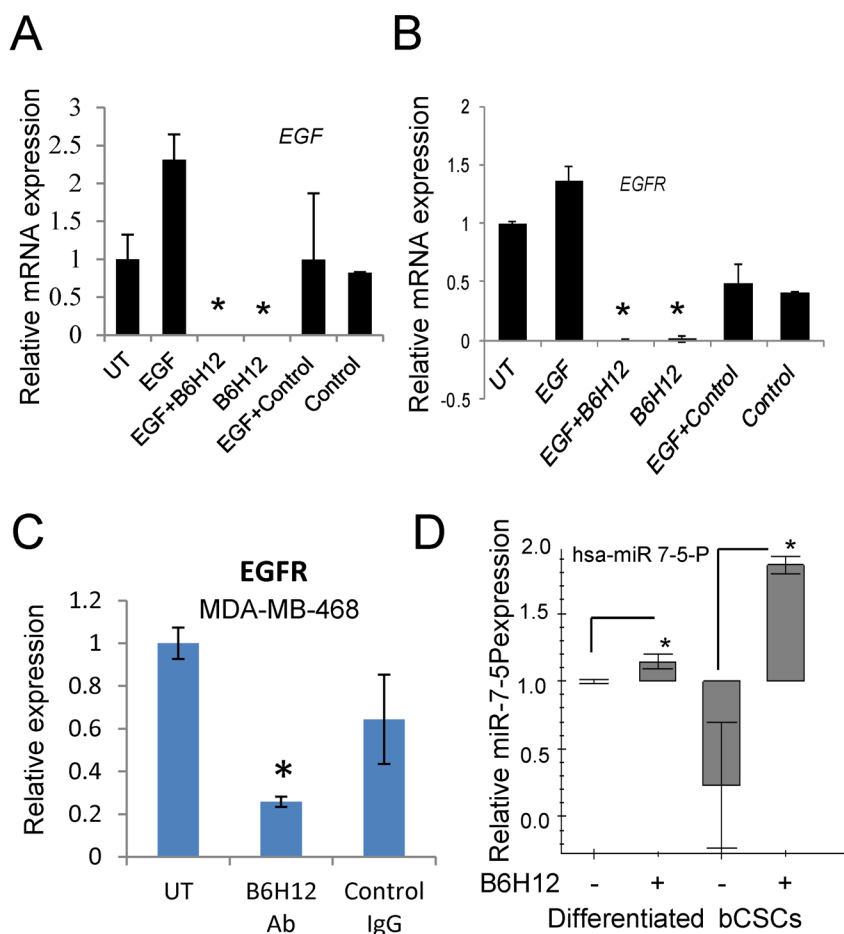 A
Relative mRNA expression
3
2.5
2
1.5
1
0.5
0
EGF
*
*
UT
EGF
EGF+B6H12
B6H12
EGF+Control
Control
B
Relative mRNA expression
2
1.5
1
0.5
0
-0.5
EGFR
*
*
UT
EGF
EGF+B6H12
B6H12
EGF+Control
Control
C
EGFR
MDA-MB-468
Relative expression
1.2
1
0.8
0.6
0.4
0.2
0
*
UT
B6H12
Ab
Control
IgG
D
hsa-miR 7-5-P
Relative miR-7-5Pexpression
2.0
1.5
1.0
0.5
0.0
*
*
B6H12 - + - +
Differentiated bCSCs